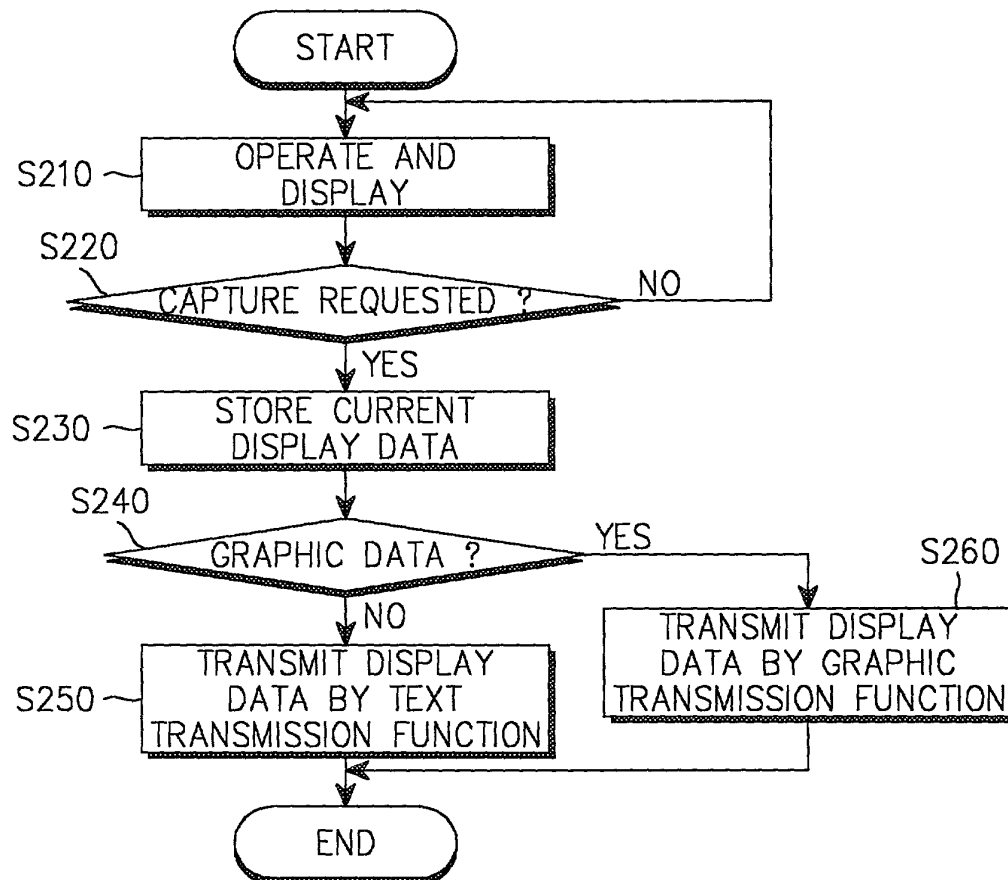 START
S210
OPERATE AND
DISPLAY
S220
CAPTURE REQUESTED ?
NO
YES
S230
STORE CURRENT
DISPLAY DATA
S240
GRAPHIC DATA ?
YES
NO
S260
TRANSMIT DISPLAY
DATA BY GRAPHIC
TRANSMISSION FUNCTION
S250
TRANSMIT DISPLAY
DATA BY TEXT
TRANSMISSION FUNCTION
END